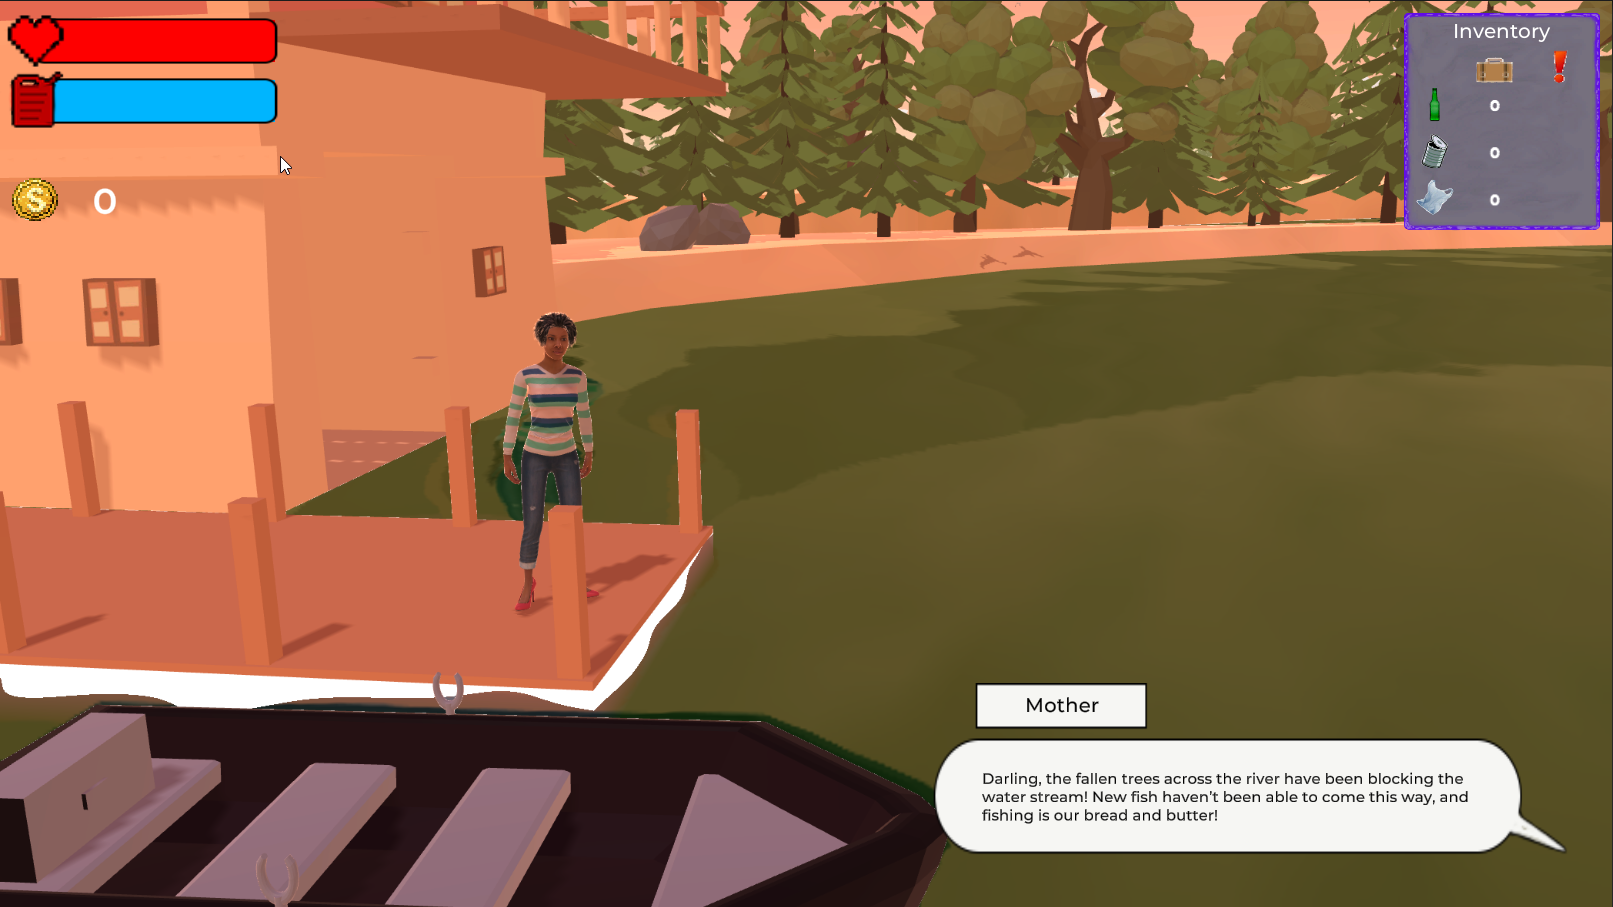 Inventory
0
0
0
0
Mother
Darling, the fallen trees across the river have been blocking the
water stream! New fish haven't been able to come this way, and
fishing is our bread and butter!